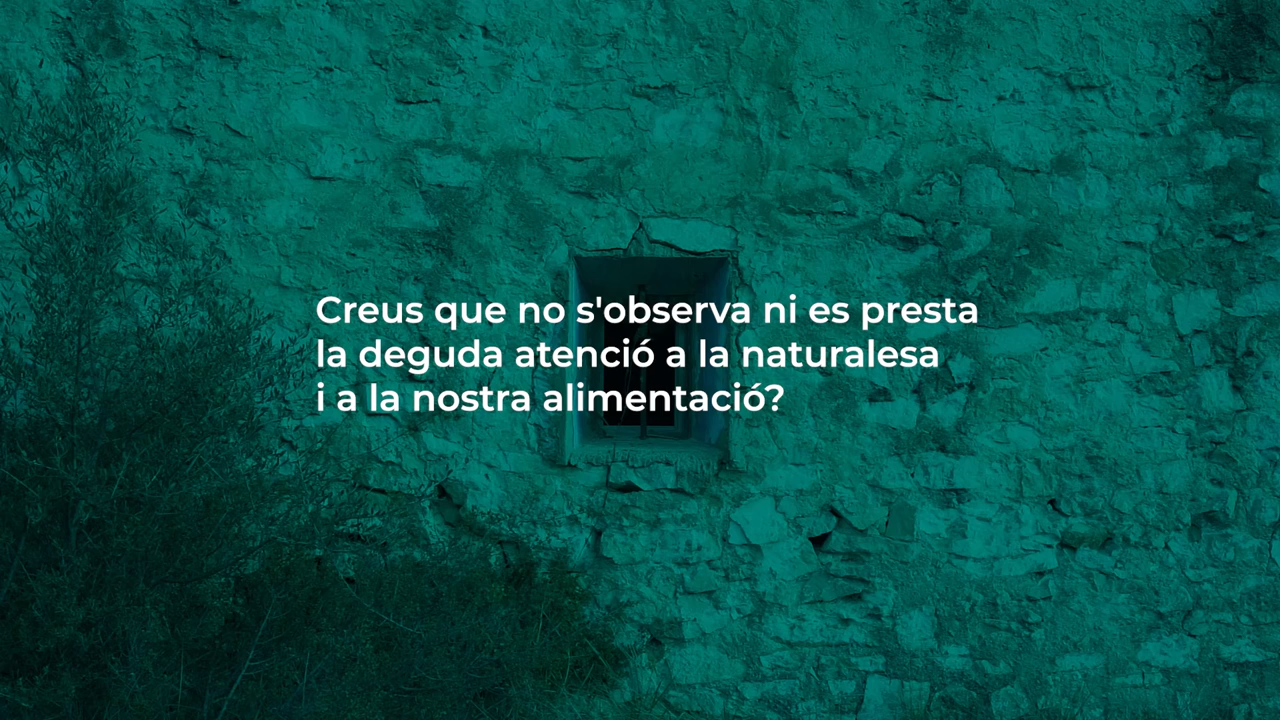 Creus que no s'observa ni es presta
la deguda atenció a la naturalesa
i a la nostra alimentació?